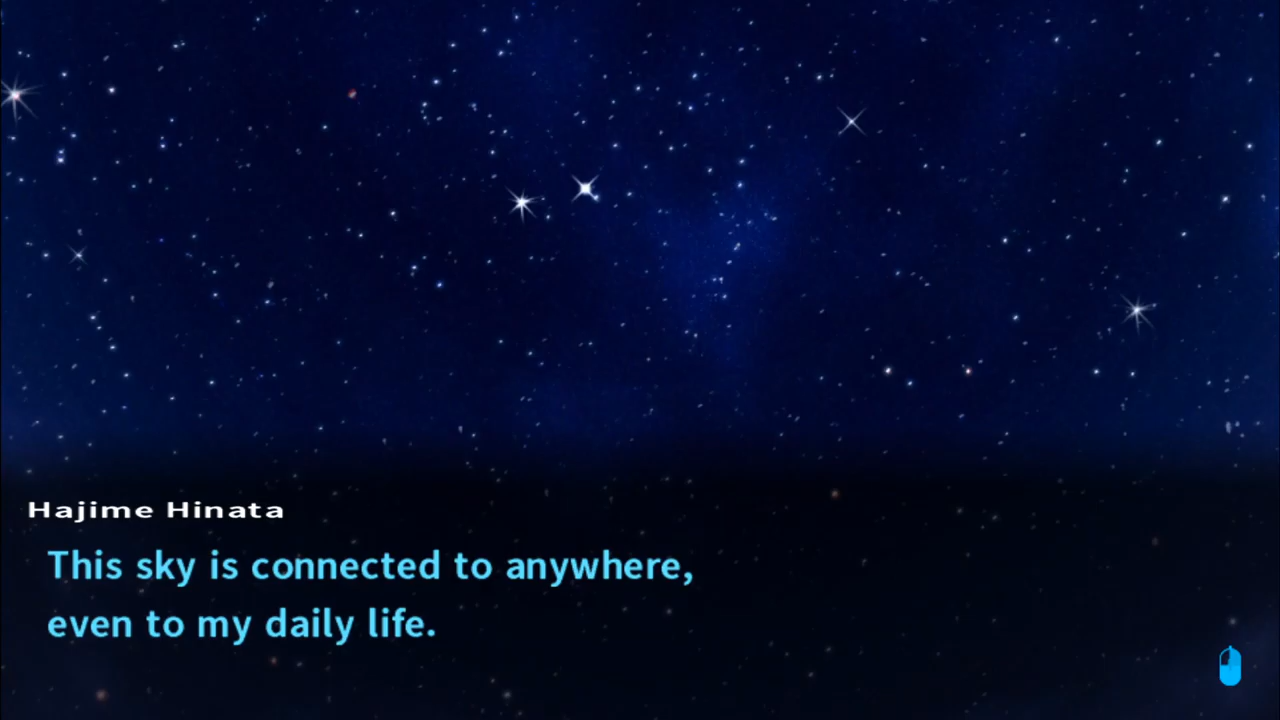 Hajime Hinata
This sky is connected to anywhere,
even to my daily life.